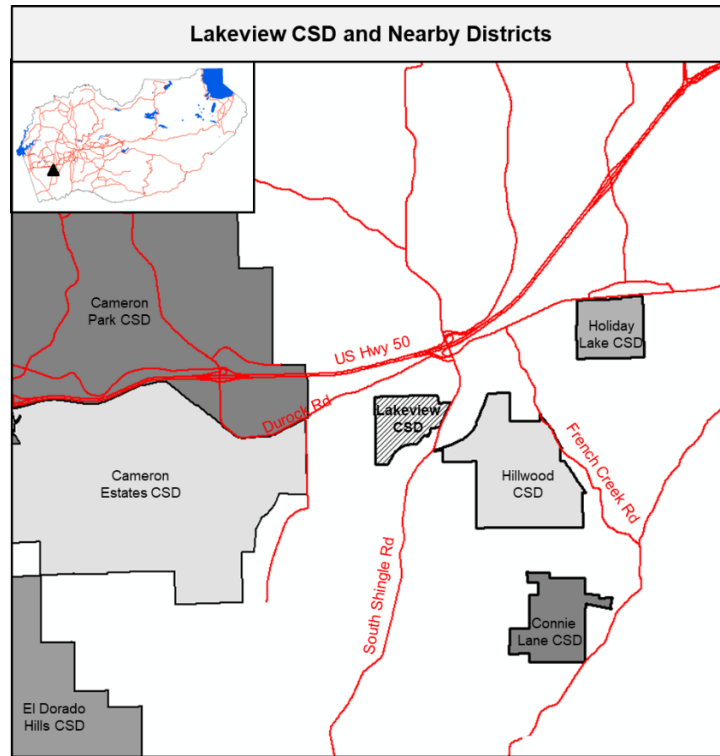 Lakeview CSD and Nearby Districts
Cameron
Park CSD
US Hwy 50
Holiday
Lake CSD
Durock Rd
Lakeview
CSD
Cameron
Estates CSD
Hillwood
CSD
French Creek Rd
South Shingle Rd
Connie
Lane CSD
El Dorado
Hills CSD